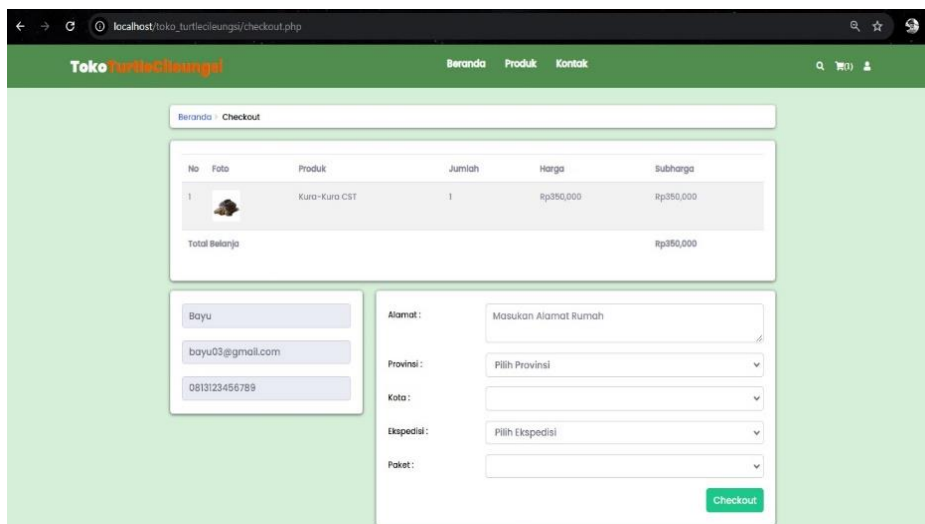 localhost/toko_turtlecileungsi/checkout.php
TokoTurtleCileungsi
Beranda Produk Kontak
(1)
Beranda > Checkout
No Foto Produk Jumlah Harga Subharga
1 Kura-Kura CST 1 Rp350,000 Rp350,000
Total Belanja Rp350,000
Bayu
bayu03@gmail.com
0813123456789
Alamat :
Masukan Alamat Rumah
Provinsi :
Pilih Provinsi
Kota :
Ekspedisi :
Pilih Ekspedisi
Paket :
Checkout